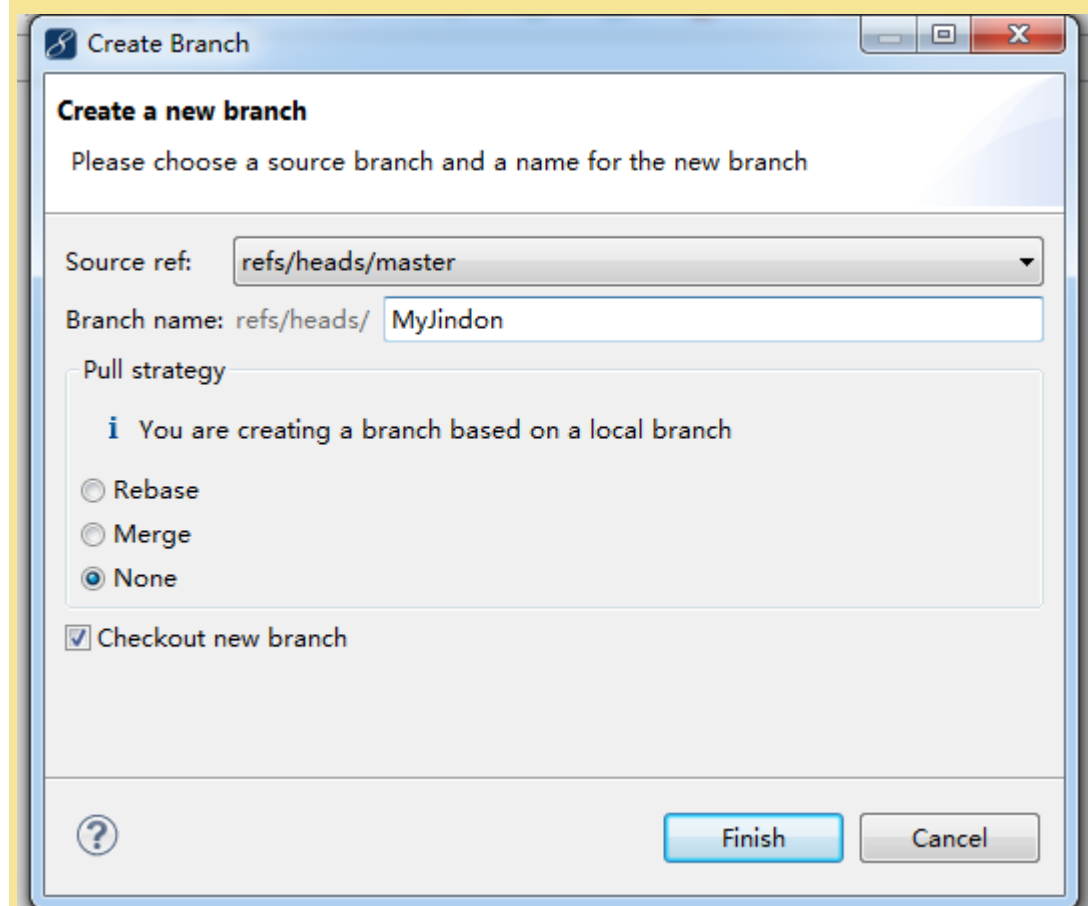 Create Branch
Create a new branch
Please choose a source branch and a name for the new branch
Source ref: refs/heads/master
Branch name: refs/heads/ MyJindon
Pull strategy
i You are creating a branch based on a local branch
Rebase
Merge
None
Checkout new branch
? Finish Cancel